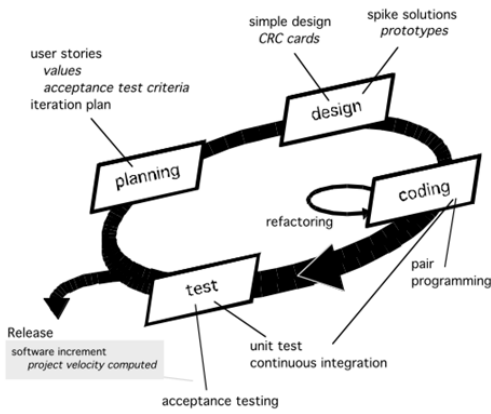 simple design
CRC cards
spike solutions
prototypes
user stories
values
acceptance test criteria
iteration plan
design
planning
coding
refactoring
test
pair
programming
Release
software increment
project velocity computed
unit test
continuous integration
acceptance testing